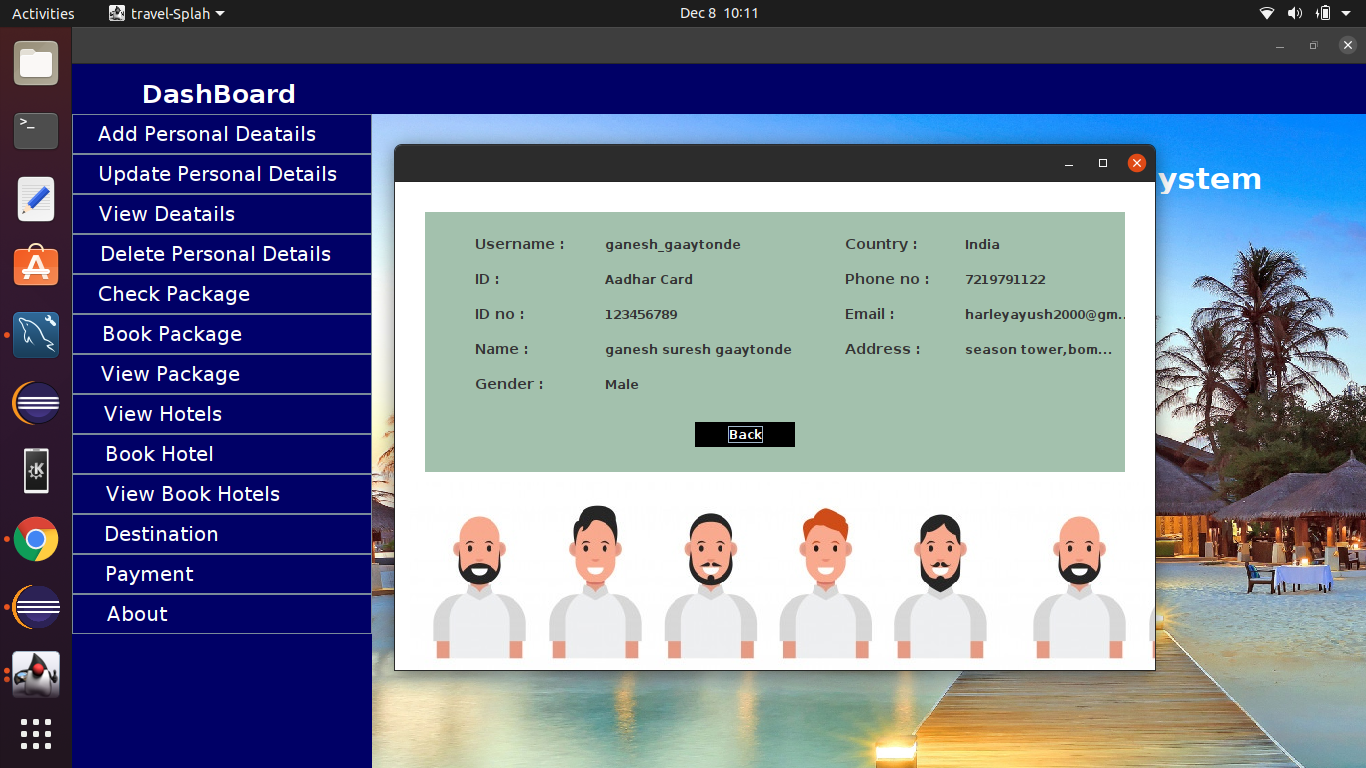 Activities travel-Splah Dec 8 10:11
DashBoard
Add Personal Deatails
Update Personal Details
View Deatails
Delete Personal Details
Check Package
Book Package
View Package
View Hotels
Book Hotel
View Book Hotels
Destination
Payment
About
ystem
Username : ganesh_gaaytonde Country : India
ID : Aadhar Card Phone no : 7219791122
ID no : 123456789 Email : harleyayush2000@gm...
Name : ganesh suresh gaaytonde Address : season tower,bom...
Gender : Male
Back